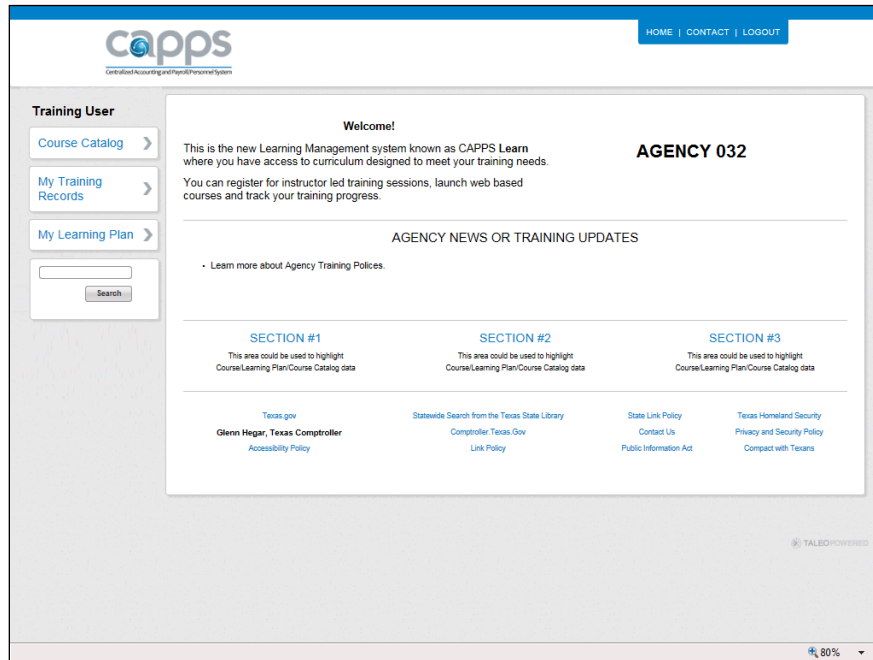 HOME | CONTACT | LOGOUT
capps
Centralized Accounting and Payroll/Personnel System
Training User
Course Catalog
My Training
Records
My Learning Plan
Search
Welcome!
This is the new Learning Management system known as CAPPS Learn
where you have access to curriculum designed to meet your training needs.
You can register for instructor led training sessions, launch web based
courses and track your training progress.
AGENCY 032
AGENCY NEWS OR TRAINING UPDATES
• Learn more about Agency Training Polices.
SECTION #1
This area could be used to highlight
Course/Learning Plan/Course Catalog data
SECTION #2
This area could be used to highlight
Course/Learning Plan/Course Catalog data
SECTION #3
This area could be used to highlight
Course/Learning Plan/Course Catalog data
Texas.gov
Statewide Search from the Texas State Library
State Link Policy
Texas Homeland Security
Glenn Hegar, Texas Comptroller
Comptroller.Texas.Gov
Contact Us
Privacy and Security Policy
Accessibility Policy
Link Policy
Public Information Act
Compact with Texans
TALEO POWERED
80%